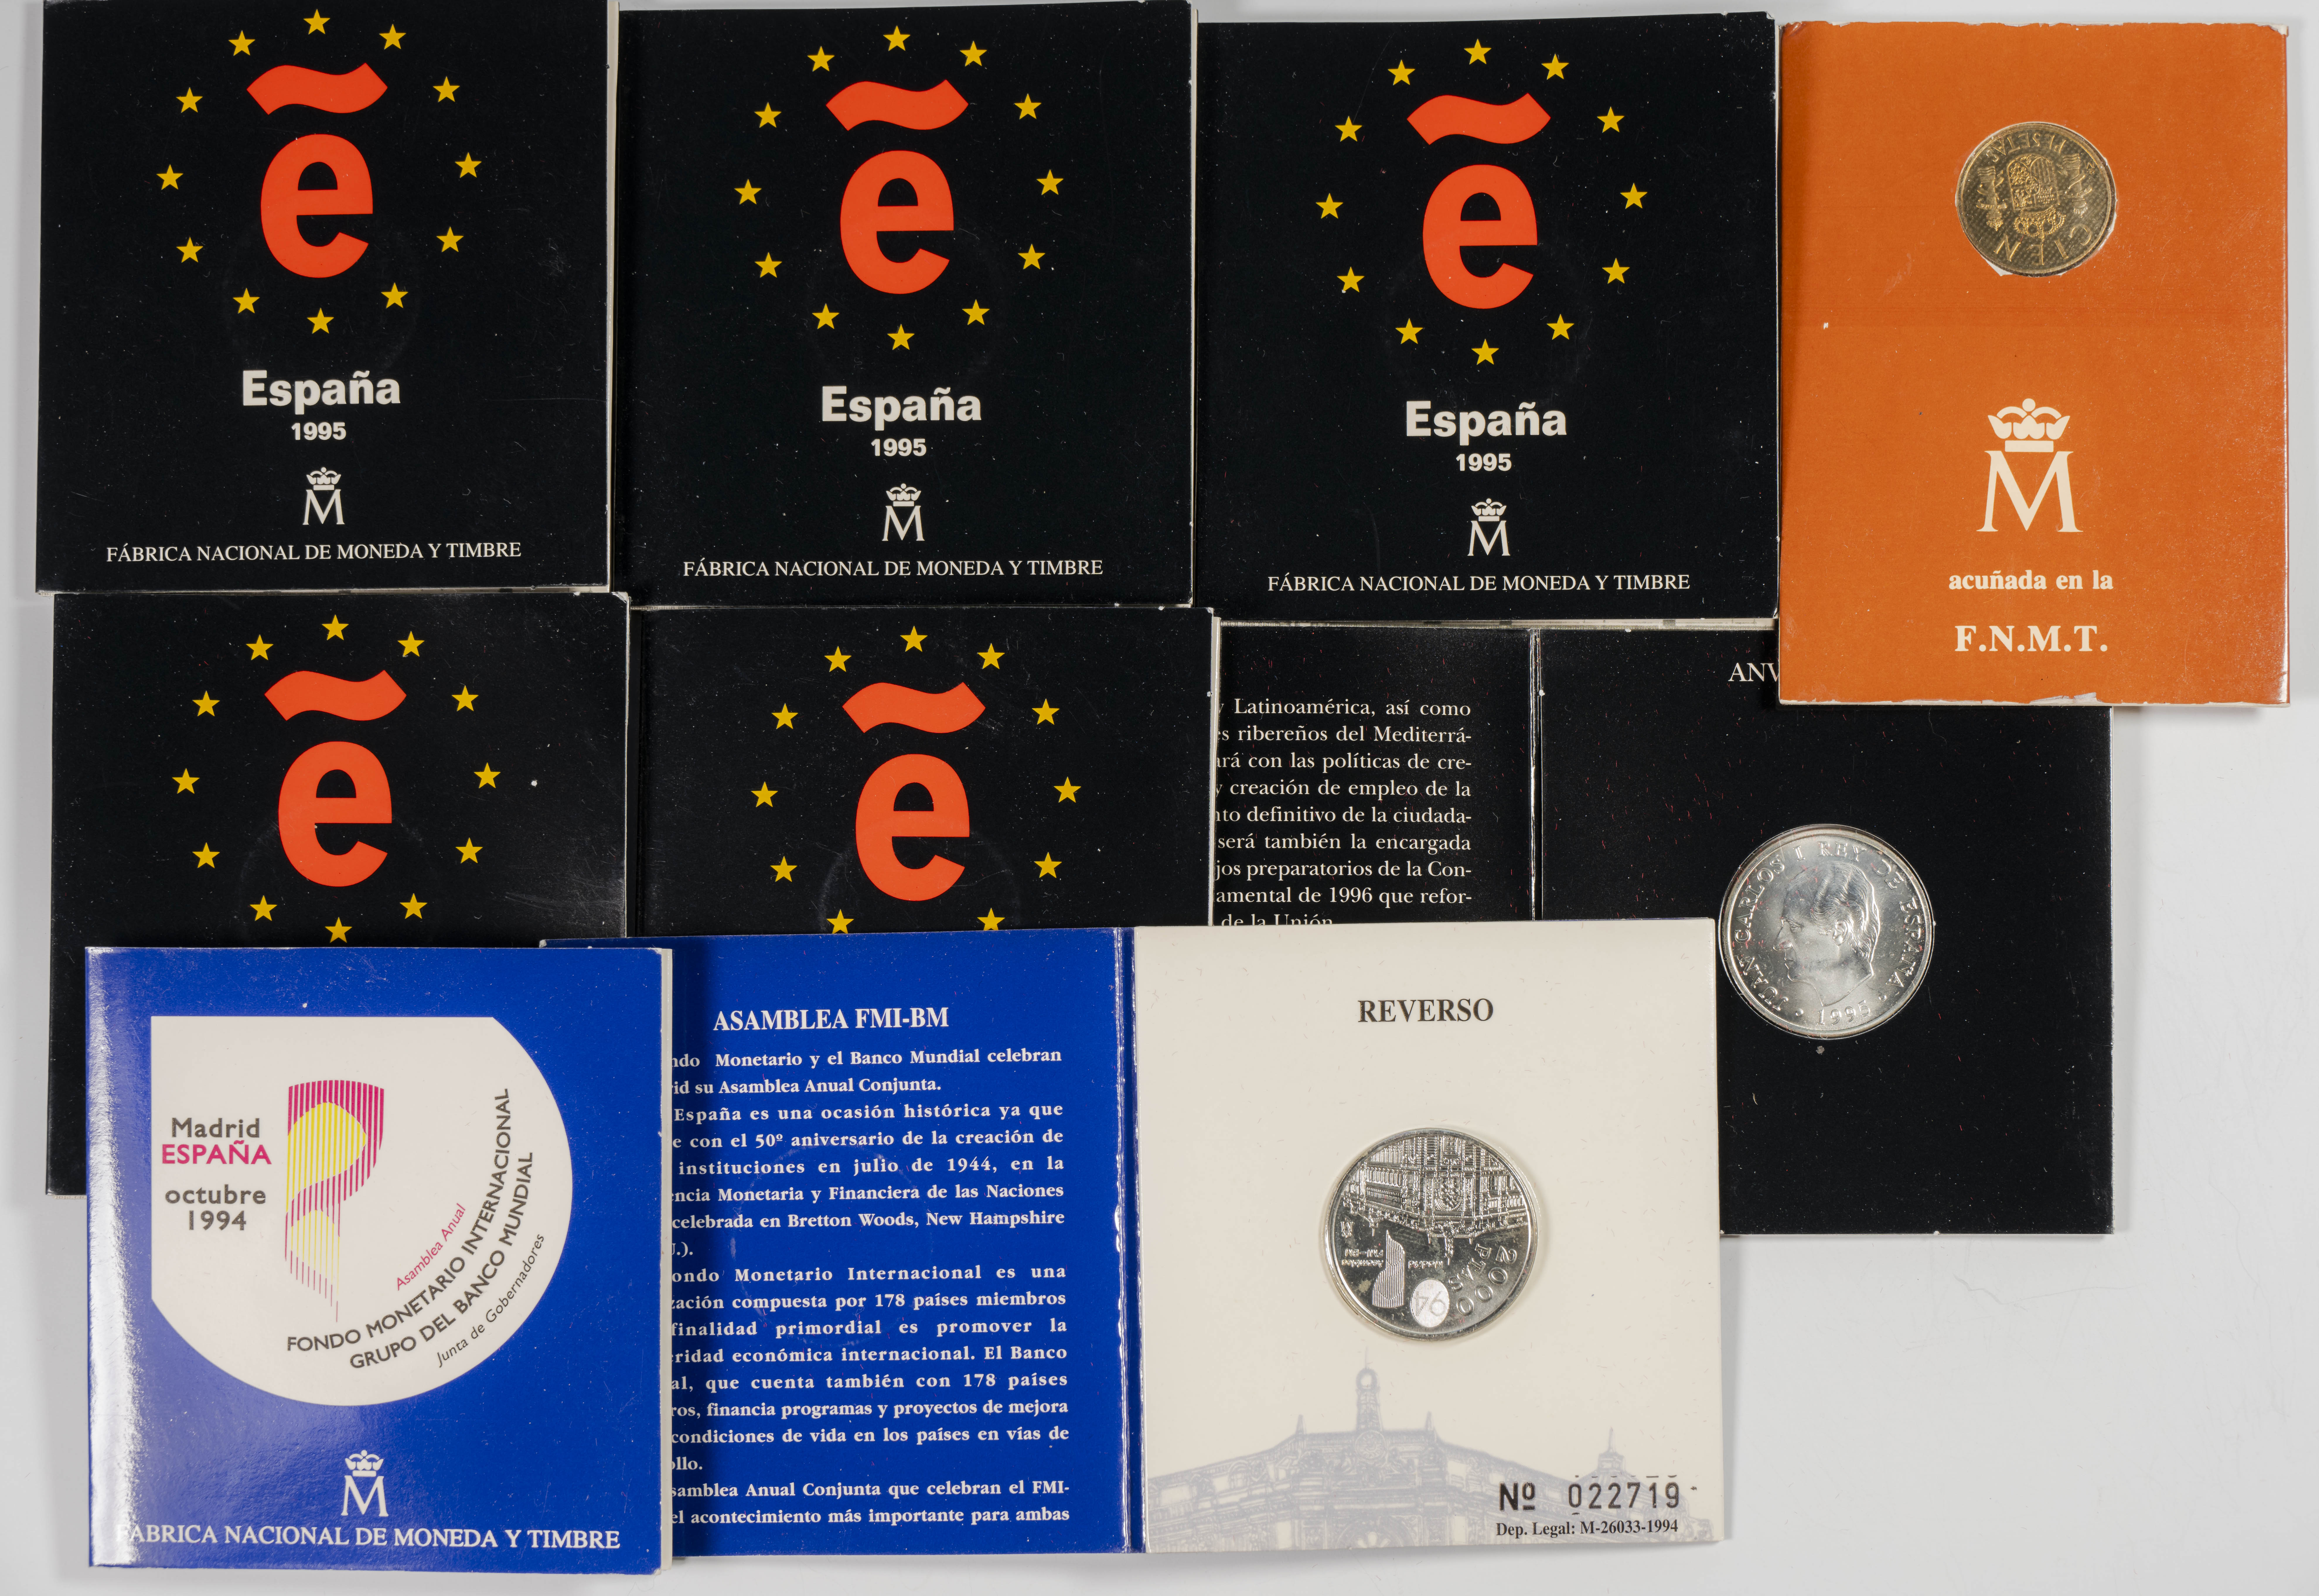 ẽ
España
1995
M
FÁBRICA NACIONAL DE MONEDA Y TIMBRE
ẽ
España
1995
M
FÁBRICA NACIONAL DE MONEDA Y TIMBRE
ẽ
España
1995
M
FÁBRICA NACIONAL DE MONEDA Y TIMBRE
CIEN PESETAS
M
acuñada en la
F.N.M.T.
ẽ
ẽ
Latinoamérica, así como
ribereños del Mediterrá-
con las políticas de cre-
y creación de empleo de la
definitivo de la ciudada-
será también la encargada
preparatorios de la Con-
de 1996 que refor-
de la Unión
JUAN CARLOS I REY DE ESPAÑA
1995
Madrid
ESPAÑA
octubre
1994
Asamblea Anual
FONDO MONETARIO INTERNACIONAL
GRUPO DEL BANCO MUNDIAL
Junta de Gobernadores
M
FÁBRICA NACIONAL DE MONEDA Y TIMBRE
ASAMBLEA FMI-BM
Monetario y el Banco Mundial celebran
su Asamblea Anual Conjunta.
España es una ocasión histórica ya que
con el 50º aniversario de la creación de
instituciones en julio de 1944, en la
Monetaria y Financiera de las Naciones
celebrada en Bretton Woods, New Hampshire
Monetario Internacional es una
compuesta por 178 países miembros
finalidad primordial es promover la
económica internacional. El Banco
que cuenta también con 178 países
financia programas y proyectos de mejora
condiciones de vida en los países en vías de
Anual Conjunta que celebran el FMI-
el acontecimiento más importante para ambas
REVERSO
2000 PTAS
94
Nº 022719
Dep. Legal: M-26033-1994